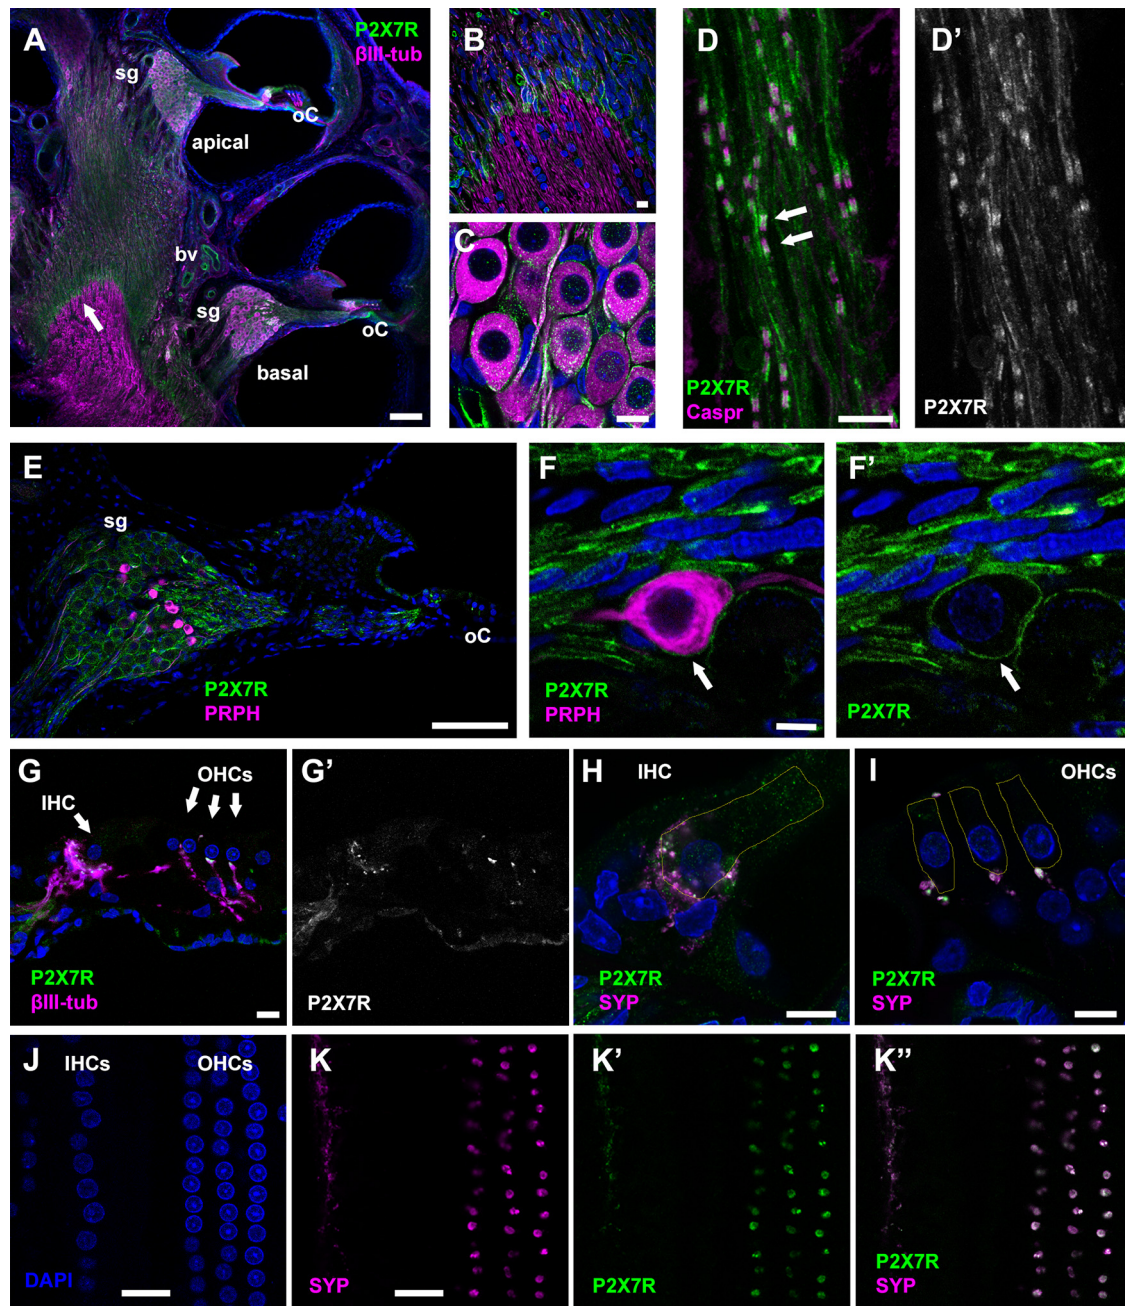 A
P2X7R
βIII-tub
sg
oC
apical
bv
sg
oC
basal
B
C
D
P2X7R
Caspr
D’
P2X7R
E
sg
oC
P2X7R
PRPH
F
P2X7R
PRPH
F’
P2X7R
G
OHCs
IHC
P2X7R
βIII-tub
G’
P2X7R
H
IHC
P2X7R
SYP
I
OHCs
P2X7R
SYP
J
IHCs
OHCs
DAPI
K
SYP
K’
P2X7R
K’’
P2X7R
SYP